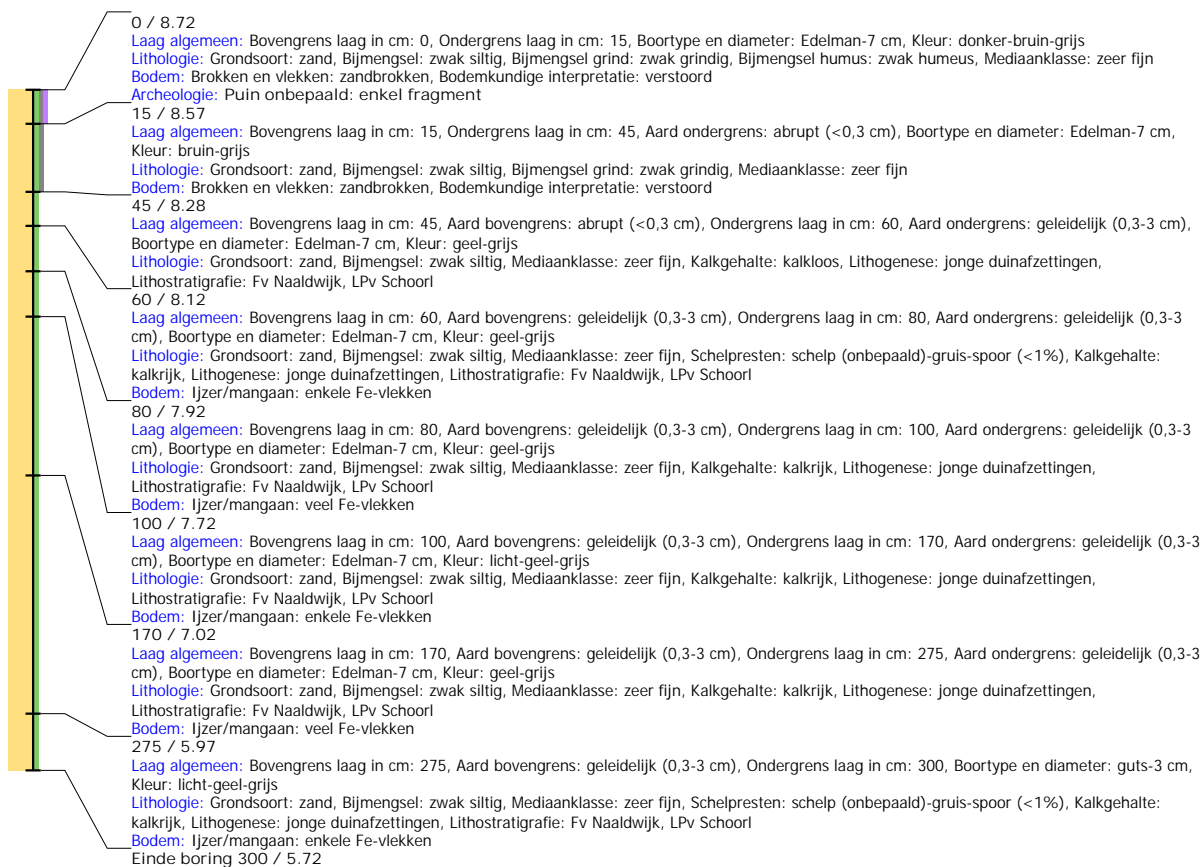 0 / 8.72
Laag algemeen: Bovengrens laag in cm: 0, Ondergrens laag in cm: 15, Boortype en diameter: Edelman-7 cm, Kleur: donker-bruin-grijs
Lithologie: Grondsoort: zand, Bijmengsel: zwak siltig, Bijmengsel grind: zwak grindig, Bijmengsel humus: zwak humeus, Mediaanklasse: zeer fijn
Bodem: Brokken en vlekken: zandbrokken, Bodemkundige interpretatie: verstoord
Archeologie: Puin onbepaald: enkel fragment
15 / 8.57
Laag algemeen: Bovengrens laag in cm: 15, Ondergrens laag in cm: 45, Aard ondergrens: abrupt (<0,3 cm), Boortype en diameter: Edelman-7 cm,
Kleur: bruin-grijs
Lithologie: Grondsoort: zand, Bijmengsel: zwak siltig, Bijmengsel grind: zwak grindig, Mediaanklasse: zeer fijn
Bodem: Brokken en vlekken: zandbrokken, Bodemkundige interpretatie: verstoord
45 / 8.28
Laag algemeen: Bovengrens laag in cm: 45, Aard bovengrens: abrupt (<0,3 cm), Ondergrens laag in cm: 60, Aard ondergrens: geleidelijk (0,3-3 cm),
Boortype en diameter: Edelman-7 cm, Kleur: geel-grijs
Lithologie: Grondsoort: zand, Bijmengsel: zwak siltig, Mediaanklasse: zeer fijn, Kalkgehalte: kalkloos, Lithogenese: jonge duinafzettingen,
Lithostratigrafie: Fv Naaldwijk, LPv Schoorl
60 / 8.12
Laag algemeen: Bovengrens laag in cm: 60, Aard bovengrens: geleidelijk (0,3-3 cm), Ondergrens laag in cm: 80, Aard ondergrens: geleidelijk (0,3-3
cm), Boortype en diameter: Edelman-7 cm, Kleur: geel-grijs
Lithologie: Grondsoort: zand, Bijmengsel: zwak siltig, Mediaanklasse: zeer fijn, Schelpresten: schelp (onbepaald)-gruis-spoor (<1%), Kalkgehalte:
kalkrijk, Lithogenese: jonge duinafzettingen, Lithostratigrafie: Fv Naaldwijk, LPv Schoorl
Bodem: Ijzer/mangaan: enkele Fe-vlekken
80 / 7.92
Laag algemeen: Bovengrens laag in cm: 80, Aard bovengrens: geleidelijk (0,3-3 cm), Ondergrens laag in cm: 100, Aard ondergrens: geleidelijk (0,3-3
cm), Boortype en diameter: Edelman-7 cm, Kleur: geel-grijs
Lithologie: Grondsoort: zand, Bijmengsel: zwak siltig, Mediaanklasse: zeer fijn, Kalkgehalte: kalkrijk, Lithogenese: jonge duinafzettingen,
Lithostratigrafie: Fv Naaldwijk, LPv Schoorl
Bodem: Ijzer/mangaan: veel Fe-vlekken
100 / 7.72
Laag algemeen: Bovengrens laag in cm: 100, Aard bovengrens: geleidelijk (0,3-3 cm), Ondergrens laag in cm: 170, Aard ondergrens: geleidelijk (0,3-3
cm), Boortype en diameter: Edelman-7 cm, Kleur: licht-geel-grijs
Lithologie: Grondsoort: zand, Bijmengsel: zwak siltig, Mediaanklasse: zeer fijn, Kalkgehalte: kalkrijk, Lithogenese: jonge duinafzettingen,
Lithostratigrafie: Fv Naaldwijk, LPv Schoorl
Bodem: Ijzer/mangaan: enkele Fe-vlekken
170 / 7.02
Laag algemeen: Bovengrens laag in cm: 170, Aard bovengrens: geleidelijk (0,3-3 cm), Ondergrens laag in cm: 275, Aard ondergrens: geleidelijk (0,3-3
cm), Boortype en diameter: Edelman-7 cm, Kleur: geel-grijs
Lithologie: Grondsoort: zand, Bijmengsel: zwak siltig, Mediaanklasse: zeer fijn, Kalkgehalte: kalkrijk, Lithogenese: jonge duinafzettingen,
Lithostratigrafie: Fv Naaldwijk, LPv Schoorl
Bodem: Ijzer/mangaan: veel Fe-vlekken
275 / 5.97
Laag algemeen: Bovengrens laag in cm: 275, Aard bovengrens: geleidelijk (0,3-3 cm), Ondergrens laag in cm: 300, Boortype en diameter: guts-3 cm,
Kleur: licht-geel-grijs
Lithologie: Grondsoort: zand, Bijmengsel: zwak siltig, Mediaanklasse: zeer fijn, Schelpresten: schelp (onbepaald)-gruis-spoor (<1%), Kalkgehalte:
kalkrijk, Lithogenese: jonge duinafzettingen, Lithostratigrafie: Fv Naaldwijk, LPv Schoorl
Bodem: Ijzer/mangaan: enkele Fe-vlekken
Einde boring 300 / 5.72